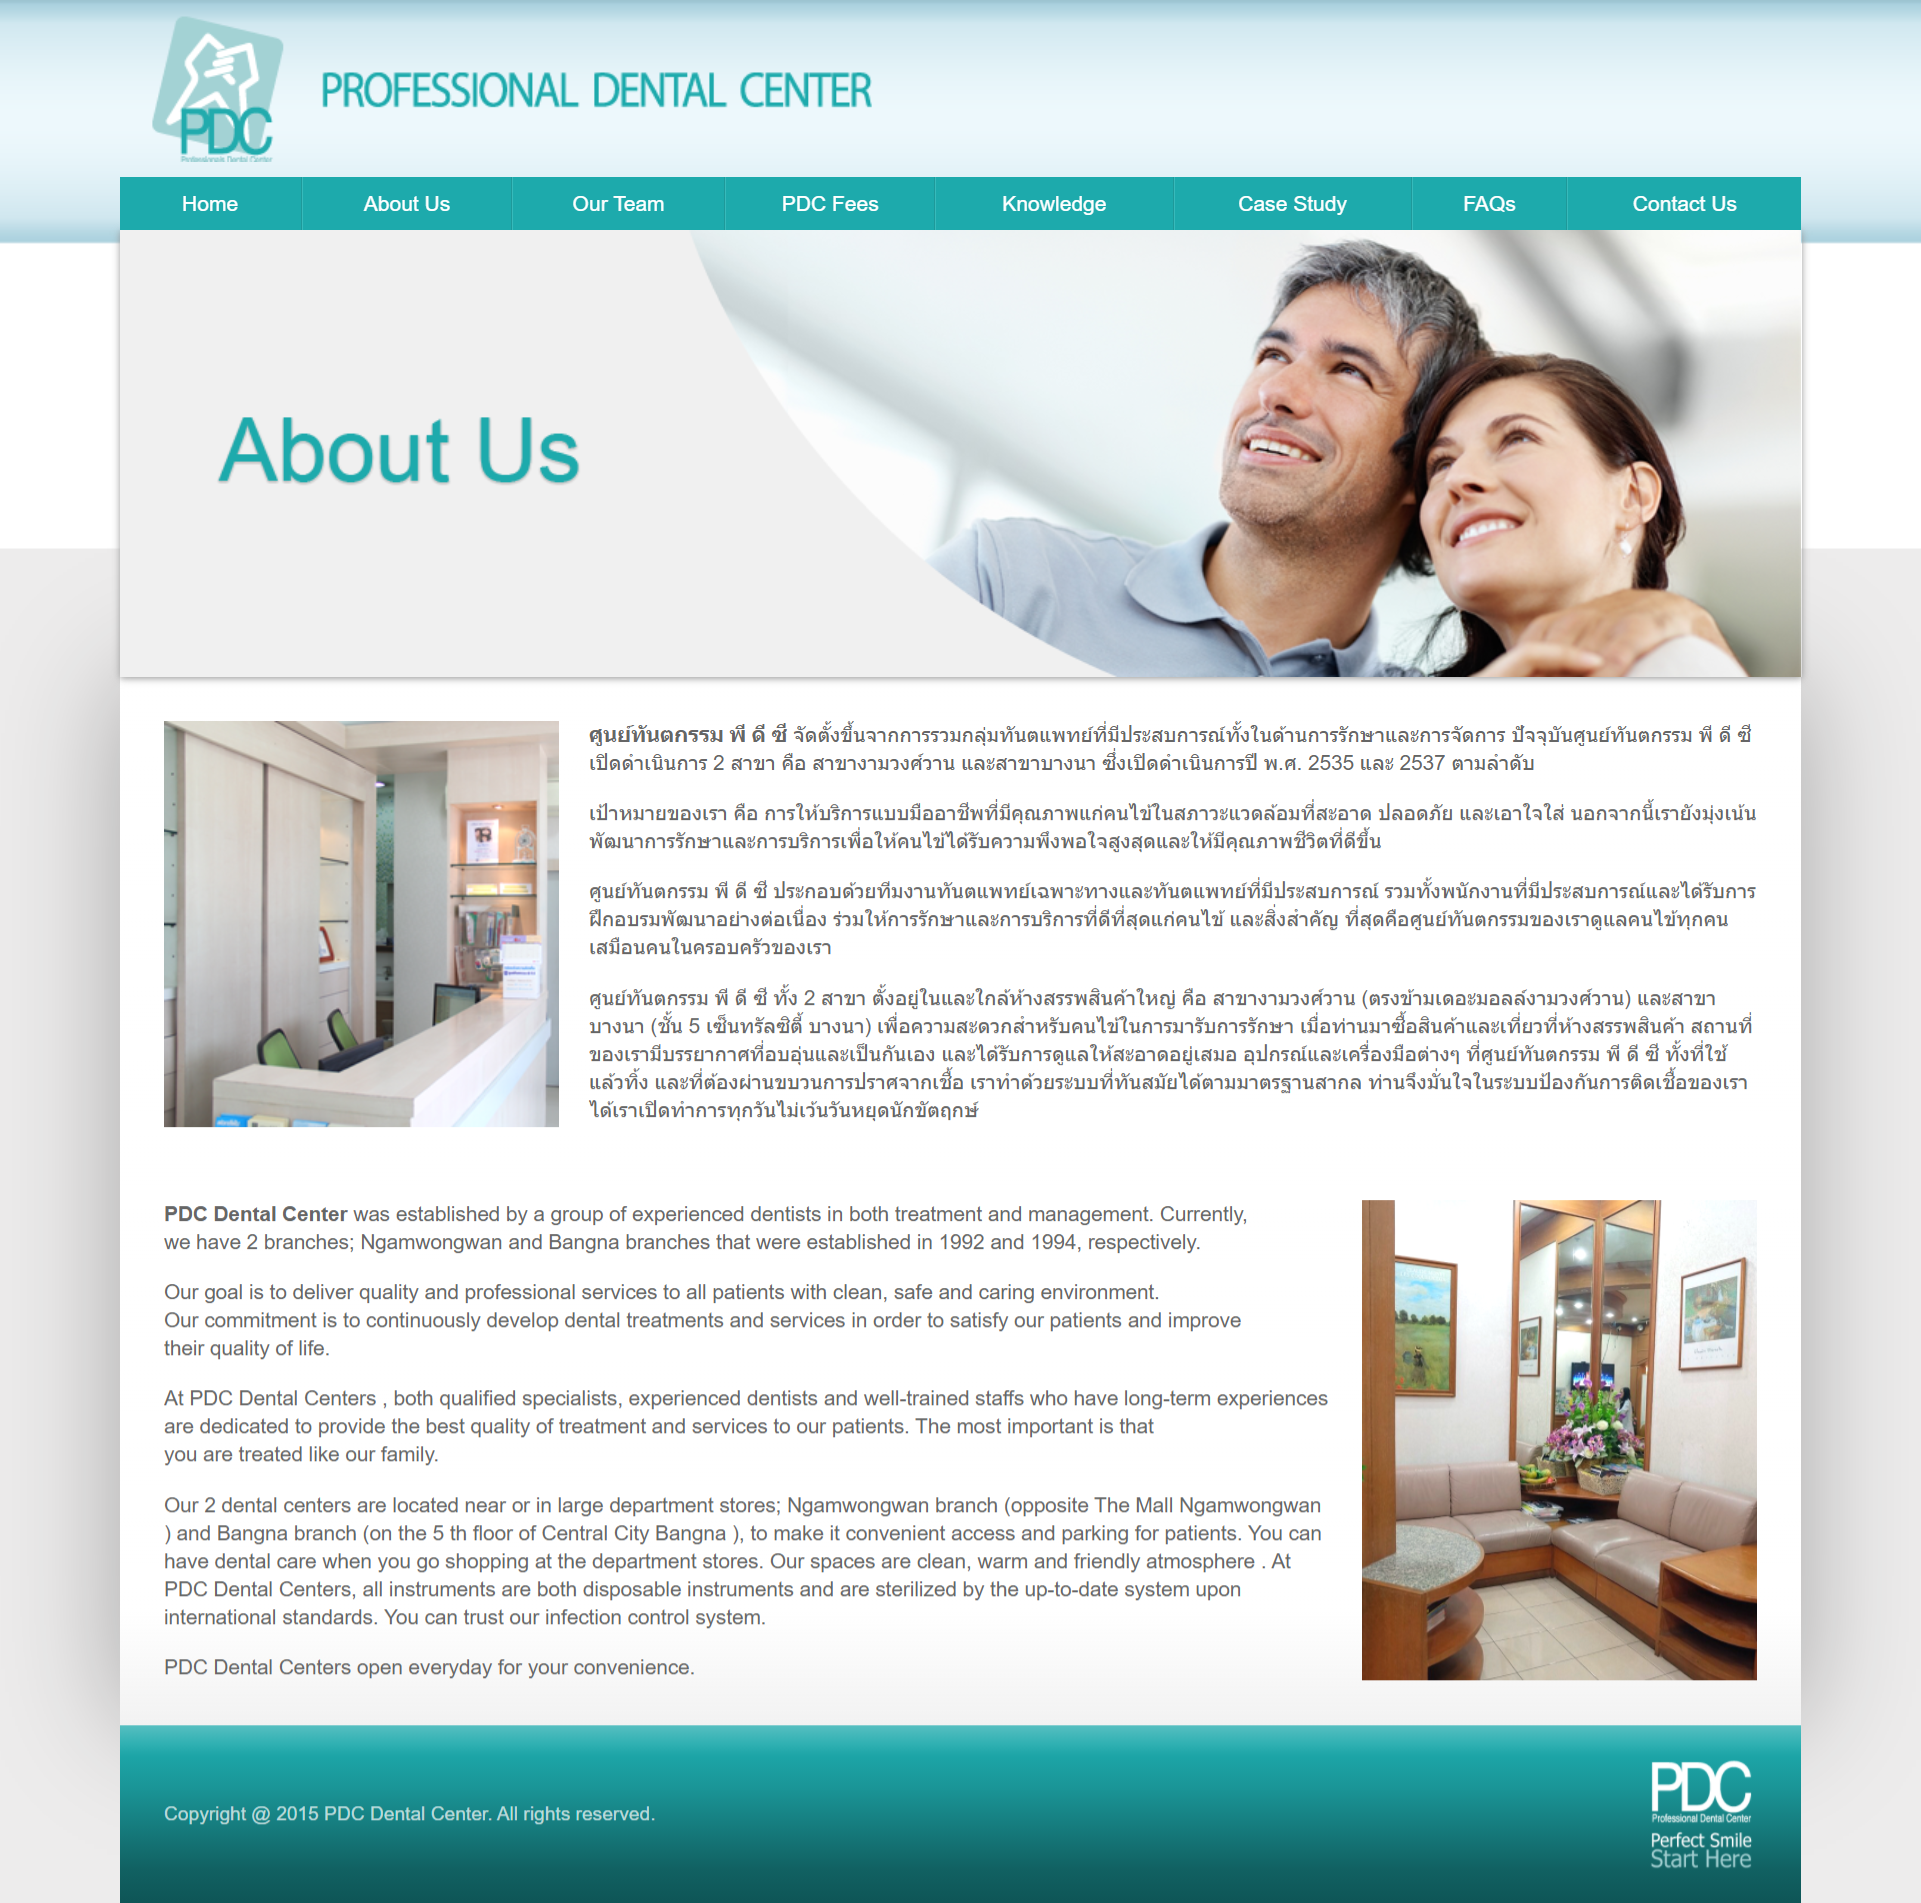 PDC
Professionals Dental Center
PROFESSIONAL DENTAL CENTER
Home
About Us
Our Team
PDC Fees
Knowledge
Case Study
FAQs
Contact Us
About Us
ศูนย์ทันตกรรม พี ดี ซี จัดตั้งขึ้นจากการรวมกลุ่มทันตแพทย์ที่มีประสบการณ์ทั้งในด้านการรักษาและการจัดการ ปัจจุบันศูนย์ทันตกรรม พี ดี ซี
เปิดดำเนินการ 2 สาขา คือ สาขางามวงศ์วาน และสาขาบางนา ซึ่งเปิดดำเนินการปี พ.ศ. 2535 และ 2537 ตามลำดับ
เป้าหมายของเรา คือ การให้บริการแบบมืออาชีพที่มีคุณภาพแก่คนไข้ในสภาวะแวดล้อมที่สะอาด ปลอดภัย และเอาใจใส่ นอกจากนี้เรายังมุ่งเน้น
พัฒนาการรักษาและการบริการเพื่อให้คนไข้ได้รับความพึงพอใจสูงสุดและให้มีคุณภาพชีวิตที่ดีขึ้น
ศูนย์ทันตกรรม พี ดี ซี ประกอบด้วยทีมงานทันตแพทย์เฉพาะทางและทันตแพทย์ที่มีประสบการณ์ รวมทั้งพนักงานที่มีประสบการณ์และได้รับการ
ฝึกอบรมพัฒนาอย่างต่อเนื่อง ร่วมให้การรักษาและการบริการที่ดีที่สุดแก่คนไข้ และสิ่งสำคัญ ที่สุดคือศูนย์ทันตกรรมของเราดูแลคนไข้ทุกคน
เสมือนคนในครอบครัวของเรา
ศูนย์ทันตกรรม พี ดี ซี ทั้ง 2 สาขา ตั้งอยู่ในและใกล้ห้างสรรพสินค้าใหญ่ คือ สาขางามวงศ์วาน (ตรงข้ามเดอะมอลล์งามวงศ์วาน) และสาขา
บางนา (ชั้น 5 เซ็นทรัลซิตี้ บางนา) เพื่อความสะดวกสำหรับคนไข้ในการมารับการรักษา เมื่อท่านมาซื้อสินค้าและเที่ยวที่ห้างสรรพสินค้า สถานที่
ของเรามีบรรยากาศที่อบอุ่นและเป็นกันเอง และได้รับการดูแลให้สะอาดอยู่เสมอ อุปกรณ์และเครื่องมือต่างๆ ที่ศูนย์ทันตกรรม พี ดี ซี ทั้งที่ใช้
แล้วทิ้ง และที่ต้องผ่านขบวนการปราศจากเชื้อ เราทำด้วยระบบที่ทันสมัยได้ตามมาตรฐานสากล ท่านจึงมั่นใจในระบบป้องกันการติดเชื้อของเรา
ได้เราเปิดทำการทุกวันไม่เว้นวันหยุดนักขัตฤกษ์
PDC Dental Center was established by a group of experienced dentists in both treatment and management. Currently,
we have 2 branches; Ngamwongwan and Bangna branches that were established in 1992 and 1994, respectively.
Our goal is to deliver quality and professional services to all patients with clean, safe and caring environment.
Our commitment is to continuously develop dental treatments and services in order to satisfy our patients and improve
their quality of life.
At PDC Dental Centers , both qualified specialists, experienced dentists and well-trained staffs who have long-term experiences
are dedicated to provide the best quality of treatment and services to our patients. The most important is that
you are treated like our family.
Our 2 dental centers are located near or in large department stores; Ngamwongwan branch (opposite The Mall Ngamwongwan
) and Bangna branch (on the 5 th floor of Central City Bangna ), to make it convenient access and parking for patients. You can
have dental care when you go shopping at the department stores. Our spaces are clean, warm and friendly atmosphere . At
PDC Dental Centers, all instruments are both disposable instruments and are sterilized by the up-to-date system upon
international standards. You can trust our infection control system.
PDC Dental Centers open everyday for your convenience.
Copyright @ 2015 PDC Dental Center. All rights reserved.
PDC
Professional Dental Center
Perfect Smile
Start Here